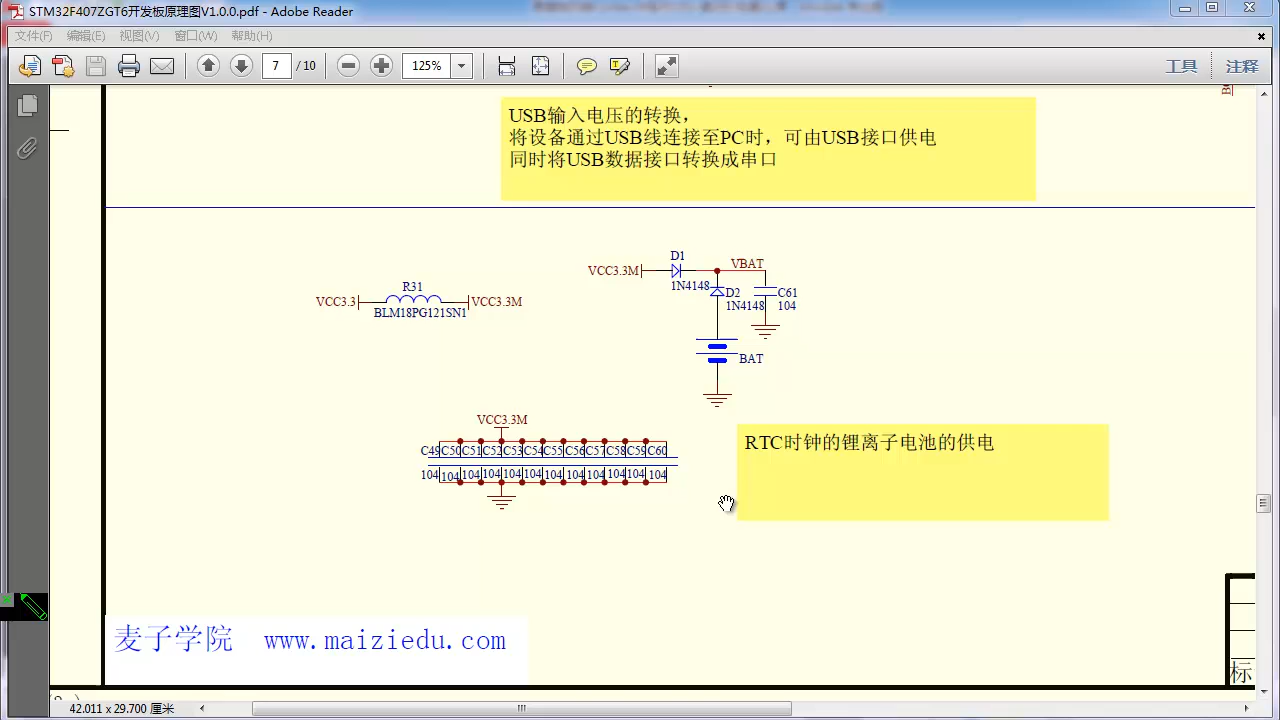 STM32F407ZGT6开发板原理图V1.0.0.pdf - Adobe Reader
文件(F) 编辑(E) 视图(V) 窗口(W) 帮助(H)
7 / 10 125% 工具 注释
USB输入电压的转换，
将设备通过USB线连接至PC时，可由USB接口供电
同时将USB数据接口转换成串口
D1
VCC3.3M VBAT
1N4148
R31
D2 C61
VCC3.3 VCC3.3M
1N4148 104
BLM18PG121SN1
BAT
VCC3.3M
C49 C50 C51 C52 C53 C54 C55 C56 C57 C58 C59 C60
104 104 104 104 104 104 104 104 104 104 104 104
RTC时钟的锂离子电池的供电
麦子学院 www.maiziedu.com
标
42.011 x 29.700 厘米